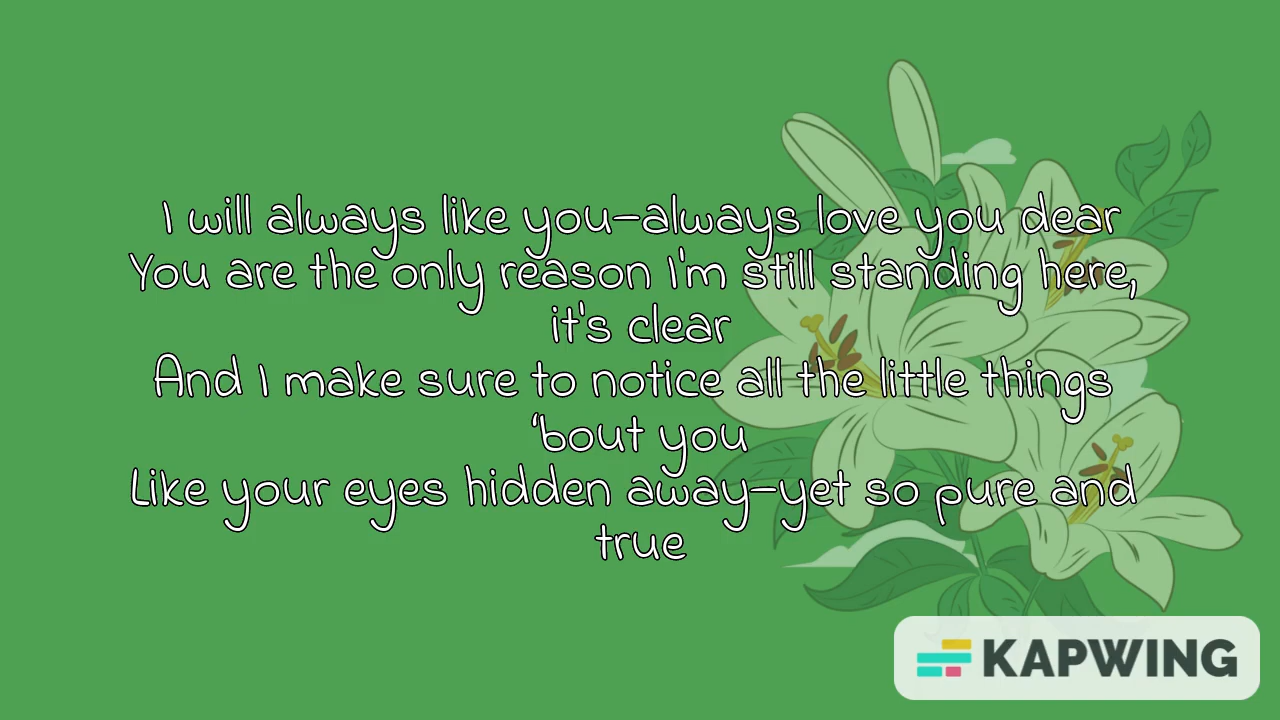 I will always like you–always love you dear
You are the only reason I'm still standing here,
it's clear
And I make sure to notice all the little things
‘bout you
Like your eyes hidden away–yet so pure and
true
KAPWING